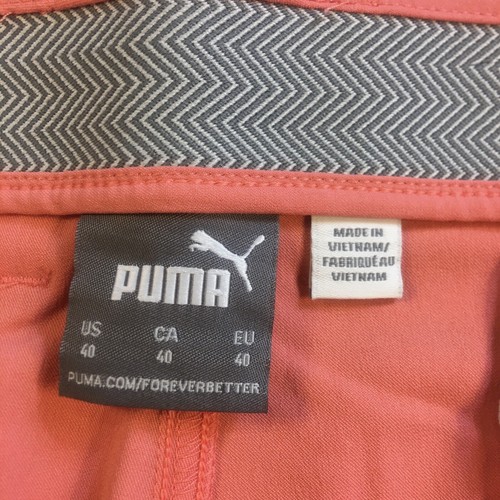 PUMA
US CA EU
40 40 40
PUMA.COM/FOREVERBETTER
MADE IN
VIETNAM/
FABRIQUÉ AU
VIETNAM